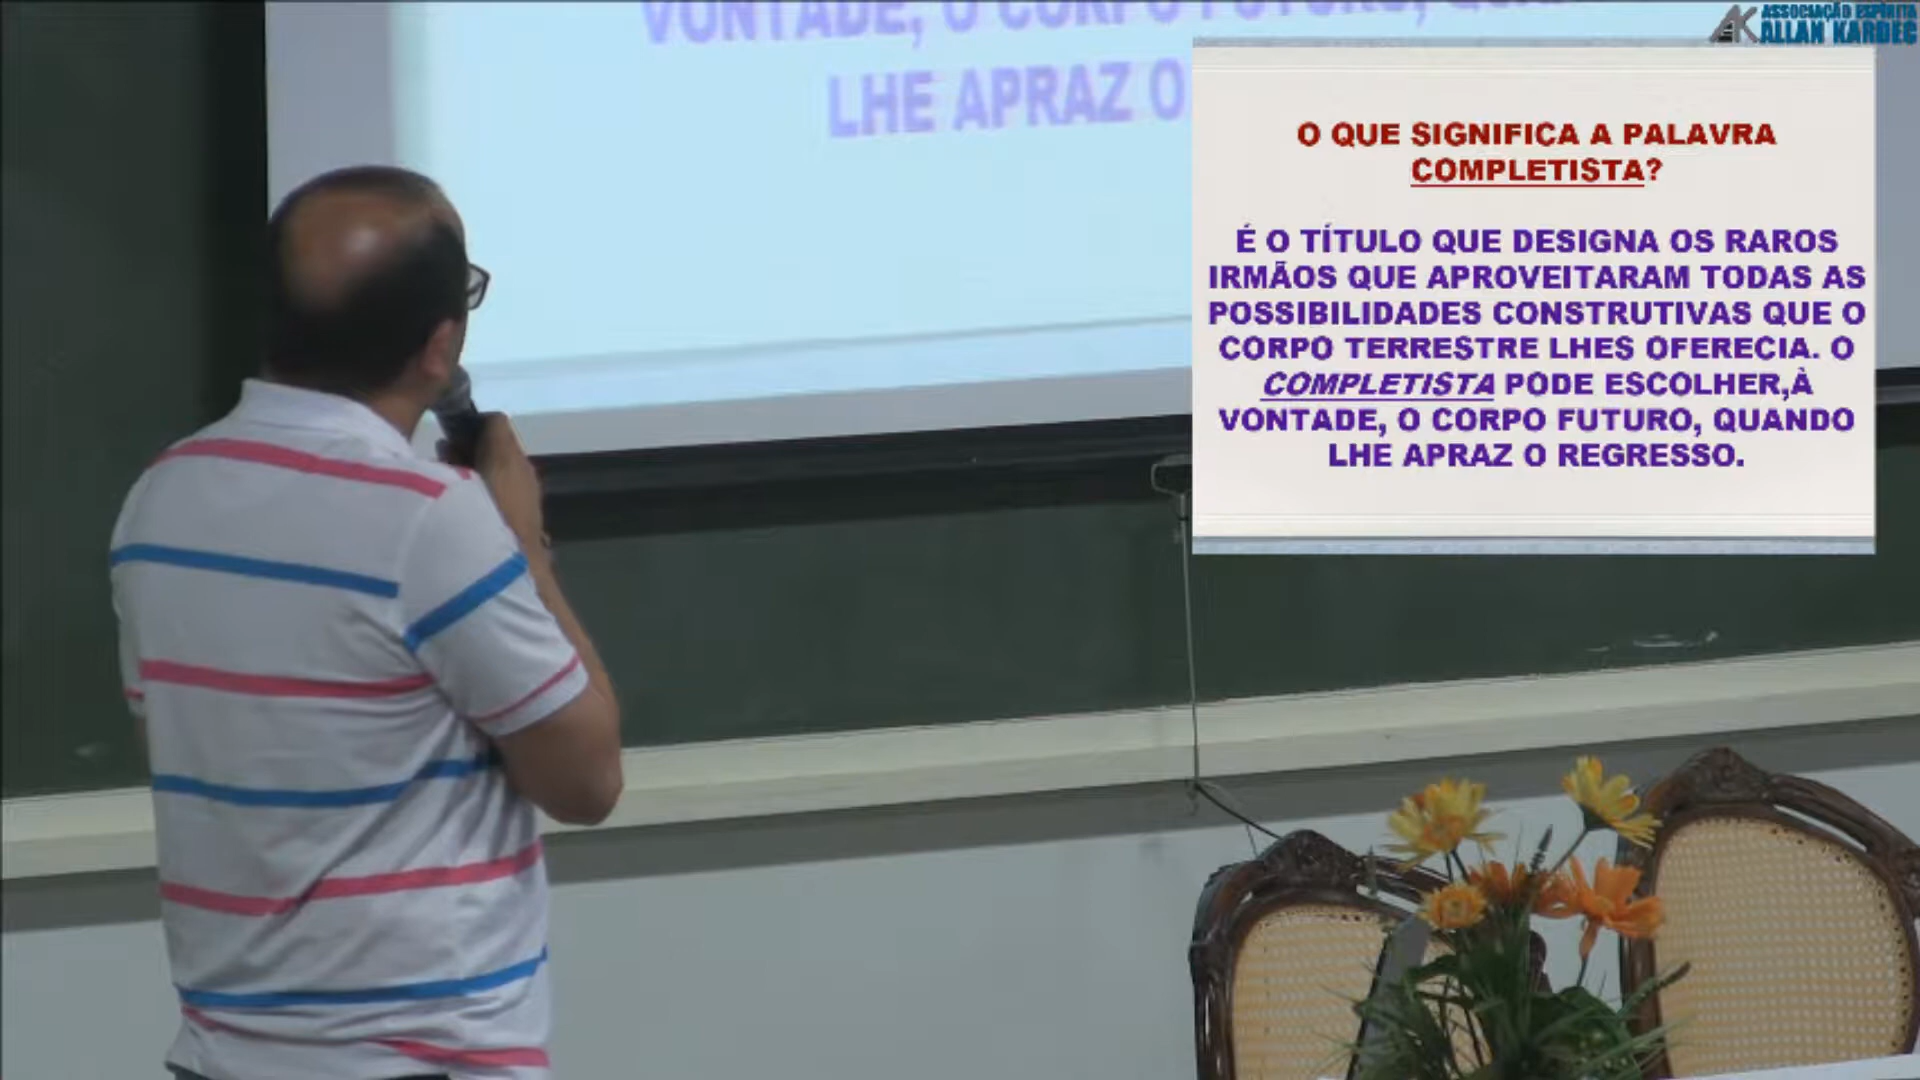 VONTADE, O CORPO FUTURO,
LHE APRAZ O
ASSOCIAÇÃO ESPÍRITA
AK ALLAN KARDEC
O QUE SIGNIFICA A PALAVRA
COMPLETISTA?
É O TÍTULO QUE DESIGNA OS RAROS
IRMÃOS QUE APROVEITARAM TODAS AS
POSSIBILIDADES CONSTRUTIVAS QUE O
CORPO TERRESTRE LHES OFERECIA. O
COMPLETISTA PODE ESCOLHER,À
VONTADE, O CORPO FUTURO, QUANDO
LHE APRAZ O REGRESSO.